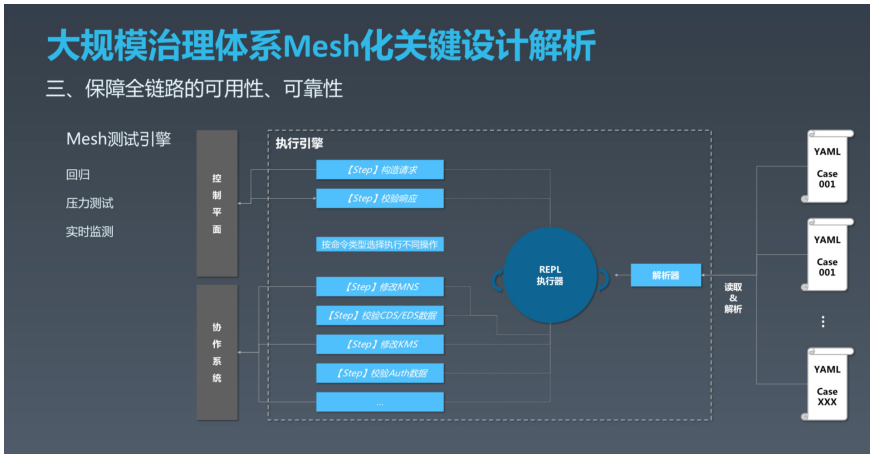 大规模治理体系Mesh化关键设计解析
三、保障全链路的可用性、可靠性
Mesh测试引擎
回归
压力测试
实时监测
控
制
平
面
协
作
系
统
执行引擎
【Step】构造请求
【Step】校验响应
按命令类型选择执行不同操作
【Step】修改MNS
【Step】校验CDS/EDS数据
【Step】修改KMS
【Step】校验Auth数据
...
REPL
执行器
解析器
读取
&
解析
YAML
Case
001
YAML
Case
001
⋮
YAML
Case
XXX